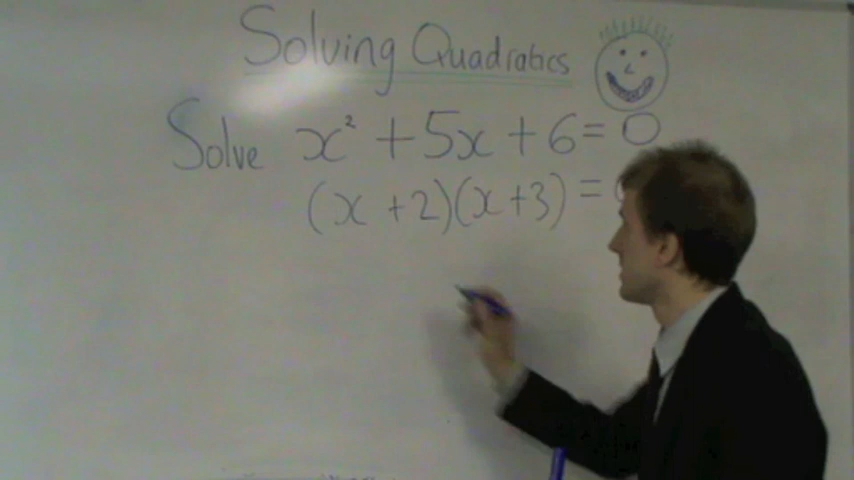 Solving Quadratics
Solve x² + 5x + 6 = 0
(x + 2)(x + 3) =